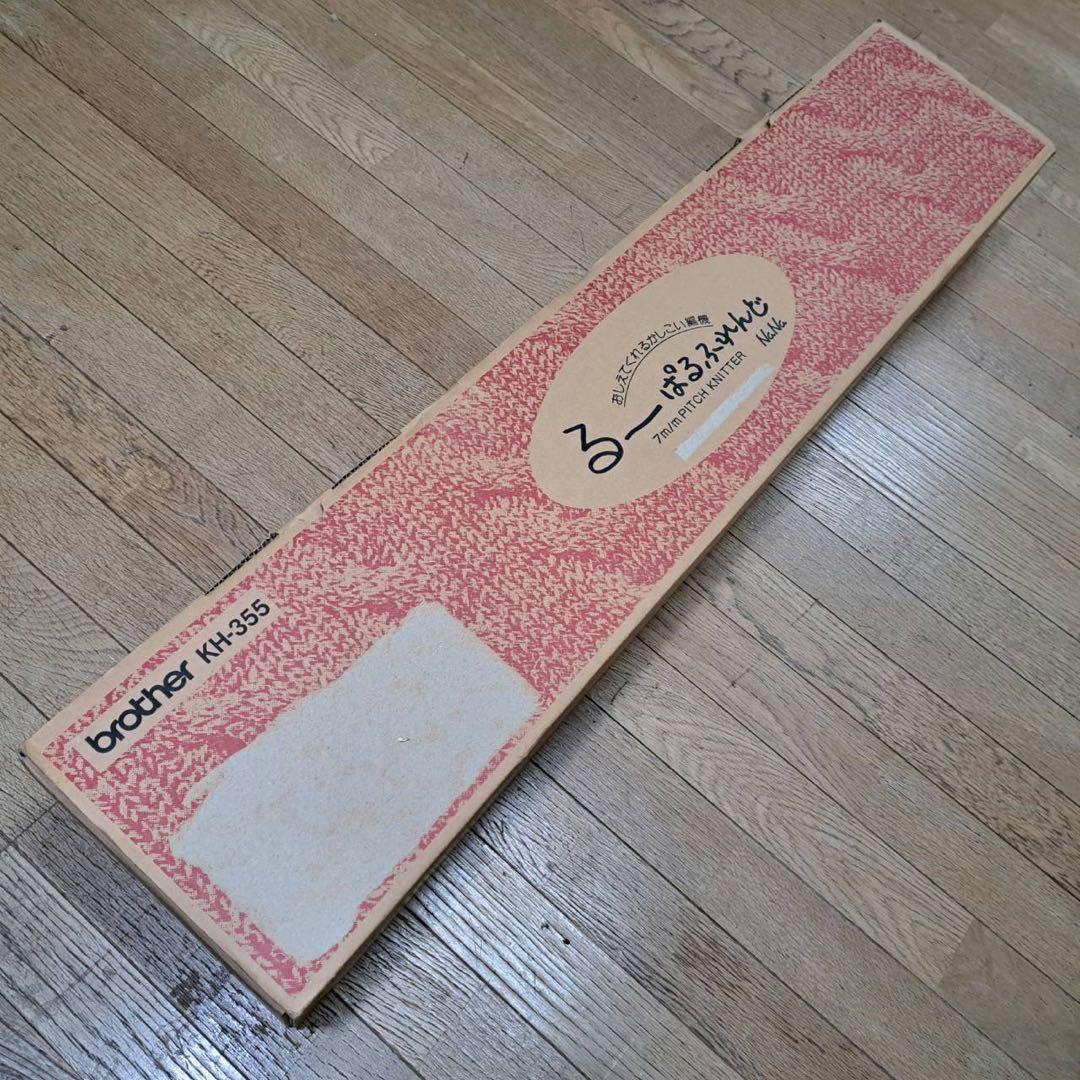 おしえてくれるかしこい編機
るーぱるふれんど
NaNa
7m/m PITCH KNITTER
brother KH-355